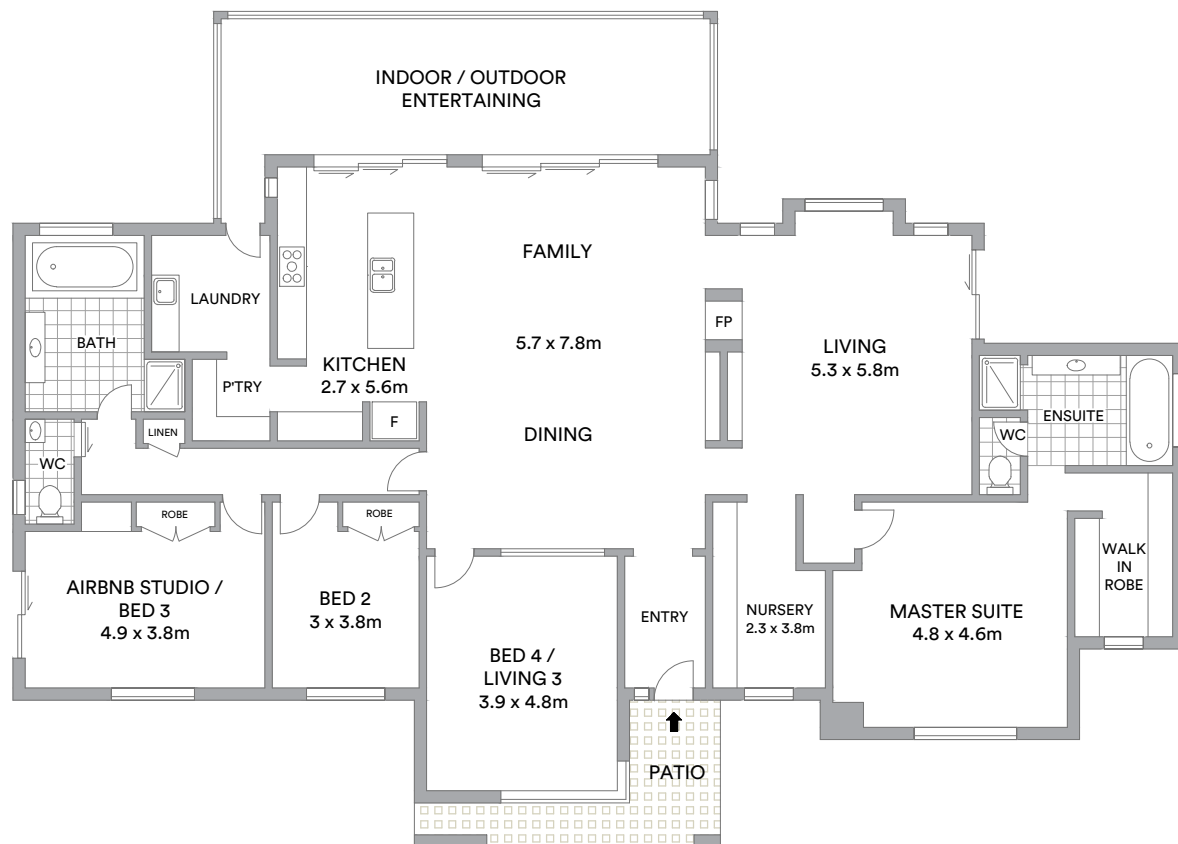 INDOOR / OUTDOOR
ENTERTAINING
FAMILY
5.7 x 7.8m
LAUNDRY
FP
BATH
KITCHEN
2.7 x 5.6m
LIVING
5.3 x 5.8m
P'TRY
F
ENSUITE
LINEN
DINING
WC
WC
ROBE
ROBE
WALK
IN
ROBE
AIRBNB STUDIO /
BED 3
4.9 x 3.8m
BED 2
3 x 3.8m
ENTRY
NURSERY
2.3 x 3.8m
MASTER SUITE
4.8 x 4.6m
BED 4 /
LIVING 3
3.9 x 4.8m
PATIO